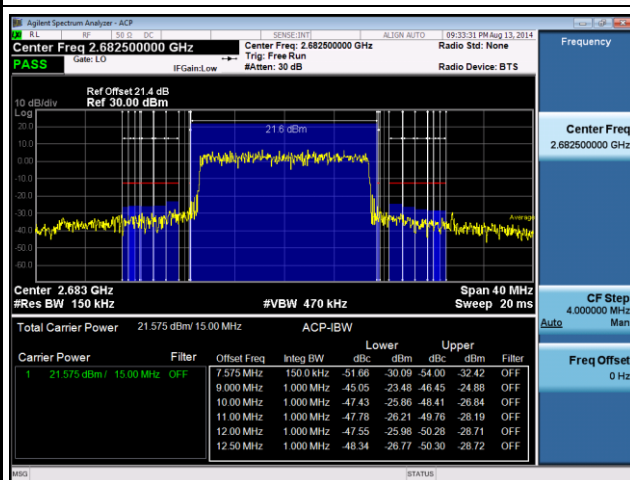 Agilent Spectrum Analyzer - ACP
RL RF 50 Ω DC SENSE:INT ALIGN AUTO 09:33:31 PM Aug 13, 2014
Center Freq 2.682500000 GHz Center Freq: 2.682500000 GHz Radio Std: None Frequency
PASS Gate: LO Trig: Free Run
IFGain:Low #Atten: 30 dB Radio Device: BTS
Ref Offset 21.4 dB
10 dB/div Ref 30.00 dBm
Log
20.0 21.6 dBm
10.0
0.00
-10.0
-20.0
-30.0
-40.0 Average
-50.0
-60.0
Center Freq
2.682500000 GHz
Center 2.683 GHz Span 40 MHz
#Res BW 150 kHz #VBW 470 kHz Sweep 20 ms
CF Step
4.000000 MHz
Auto Man
Total Carrier Power 21.575 dBm/ 15.00 MHz ACP-IBW
Lower Upper
Carrier Power Filter Offset Freq Integ BW dBc dBm dBc dBm Filter
1 21.575 dBm / 15.00 MHz OFF 7.575 MHz 150.0 kHz -51.66 -30.09 -54.00 -32.42 OFF
9.000 MHz 1.000 MHz -45.05 -23.48 -46.45 -24.88 OFF
10.00 MHz 1.000 MHz -47.43 -25.86 -48.41 -26.84 OFF
11.00 MHz 1.000 MHz -47.78 -26.21 -49.76 -28.19 OFF
12.00 MHz 1.000 MHz -47.55 -25.98 -50.28 -28.71 OFF
12.50 MHz 1.000 MHz -48.34 -26.77 -50.30 -28.72 OFF
Freq Offset
0 Hz
MSG STATUS